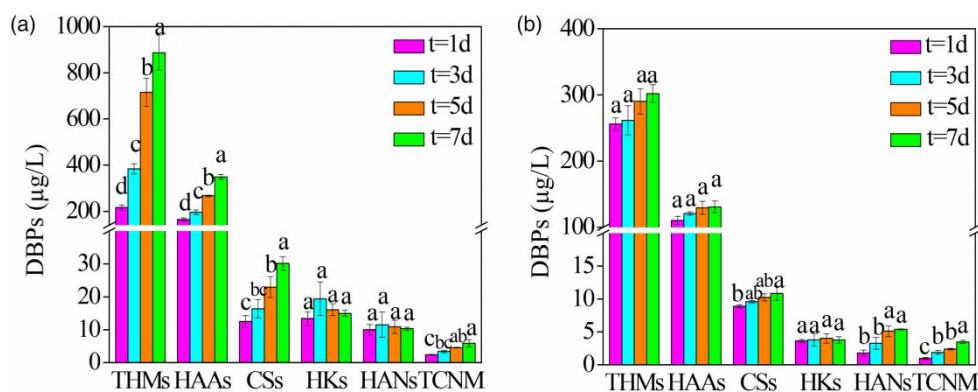 (a)
1000
800
600
400
200
30
20
10
0
DBPs (µg/L)
t=1d
t=3d
t=5d
t=7d
d c b a
d c b a
c bc b a
a a a a
a a a a
c bc ab a
THMs HAAs CSs HKs HANs TCNM
(b)
400
300
200
100
15
10
5
0
DBPs (µg/L)
t=1d
t=3d
t=5d
t=7d
a a a a
a a a a
b ab ab a
a a a a
b b a a
c b b a
THMs HAAs CSs HKs HANs TCNM